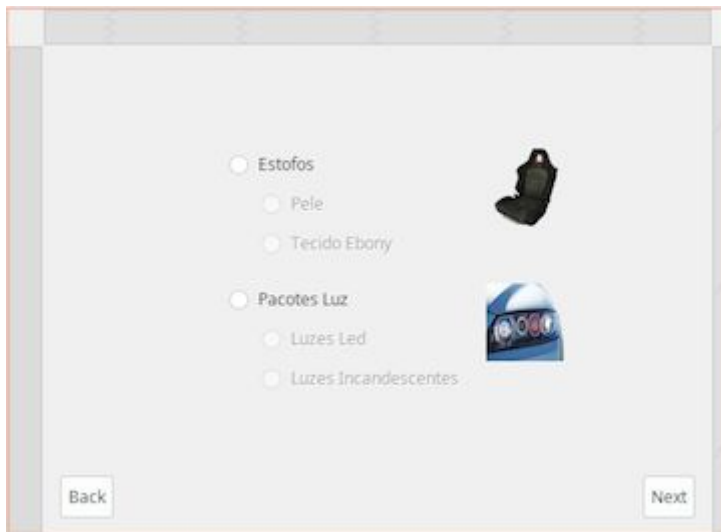 Estofos
Pele
Tecido Ebony
Pacotes Luz
Luzes Led
Luzes Incandescentes
Back
Next